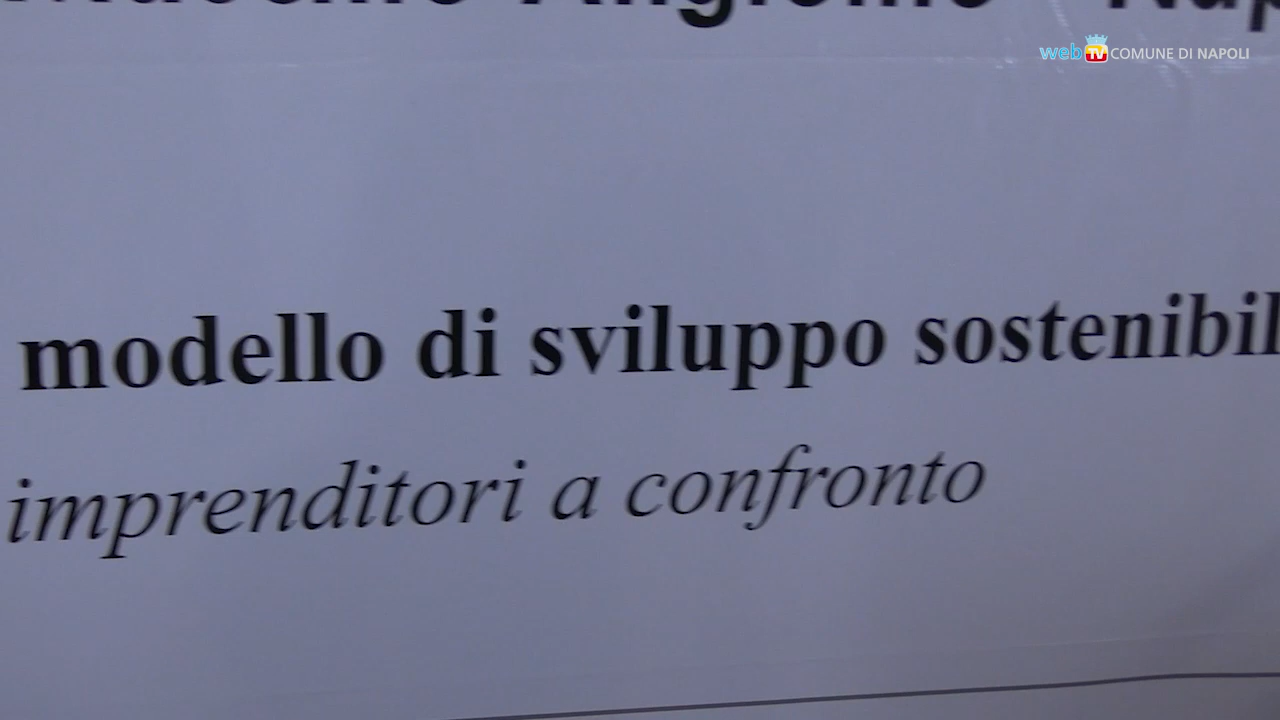 web TV COMUNE DI NAPOLI
modello di sviluppo sostenibil
imprenditori a confronto